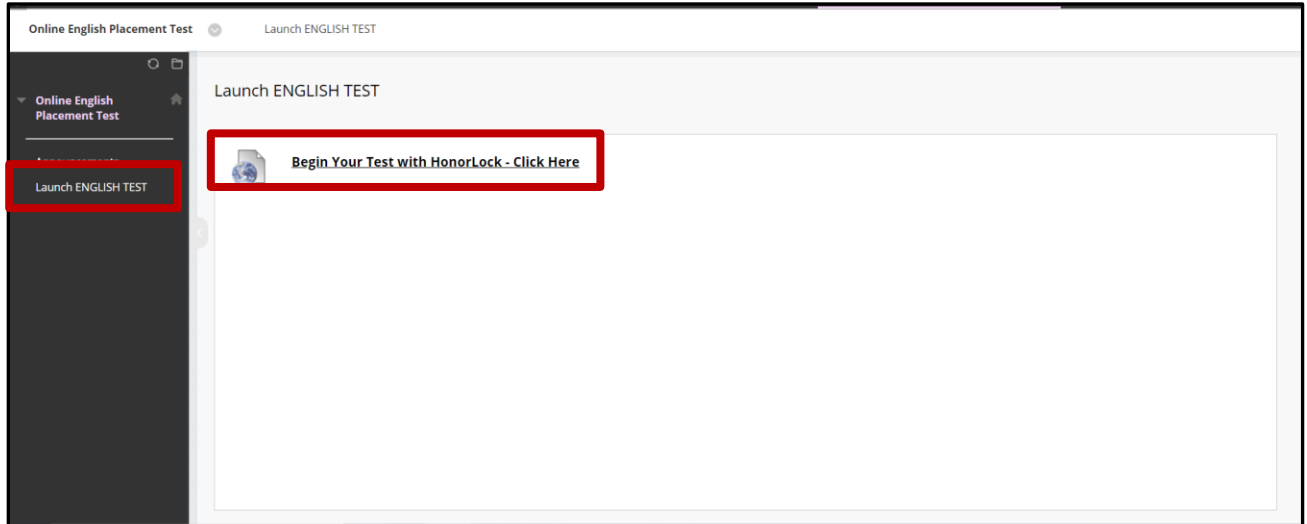 Online English Placement Test
Launch ENGLISH TEST
Online English
Placement Test
Launch ENGLISH TEST
Launch ENGLISH TEST
Begin Your Test with HonorLock - Click Here